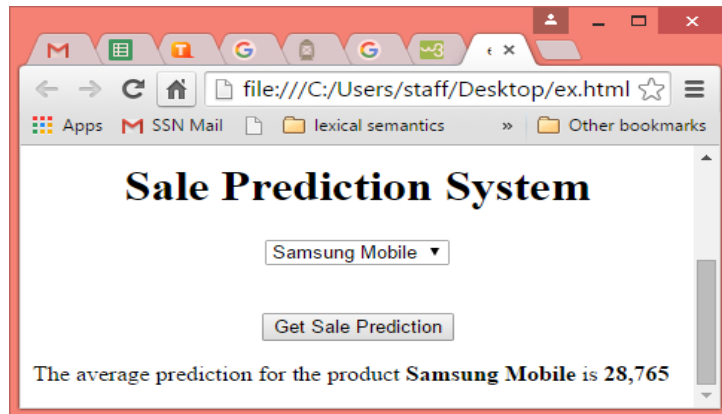 file:///C:/Users/staff/Desktop/ex.html
Apps SSN Mail lexical semantics » Other bookmarks
Sale Prediction System
Samsung Mobile
Get Sale Prediction
The average prediction for the product Samsung Mobile is 28,765